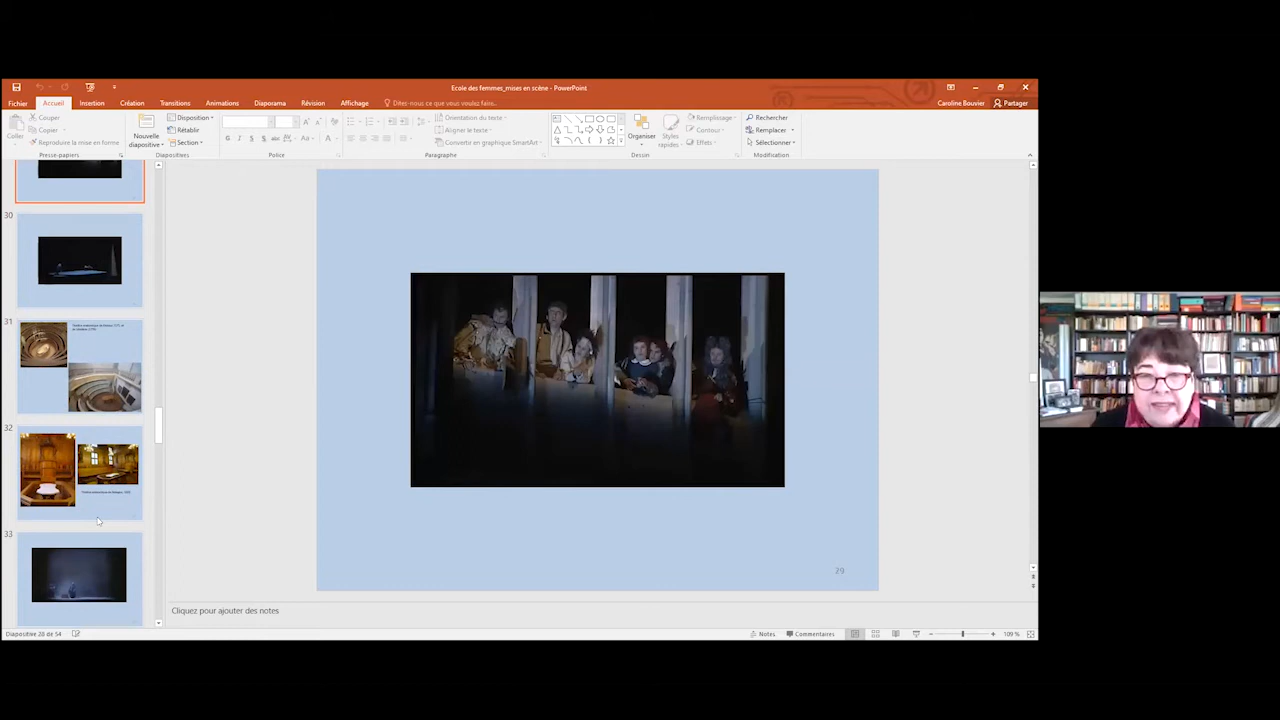 Ecole des femmes_mises en scène - PowerPoint
Fichier Accueil Insertion Création Transitions Animations Diaporama Révision Affichage Dites-nous ce que vous voulez faire. Caroline Bouvier Partager
Coller
Couper
Copier
Reproduire la mise en forme
Presse-papiers
Nouvelle diapositive
Disposition
Rétablir
Section
Diapositives
G I S S abc
Aa
A
Police
Orientation du texte
Aligner le texte
Convertir en graphique SmartArt
Paragraphe
Organiser
Styles rapides
Remplissage
Contour
Effets
Dessin
Rechercher
Remplacer
Sélectionner
Modification
30
31
32
33
29
Cliquez pour ajouter des notes
Diapositive 28 de 54
Notes
Commentaires
109 %